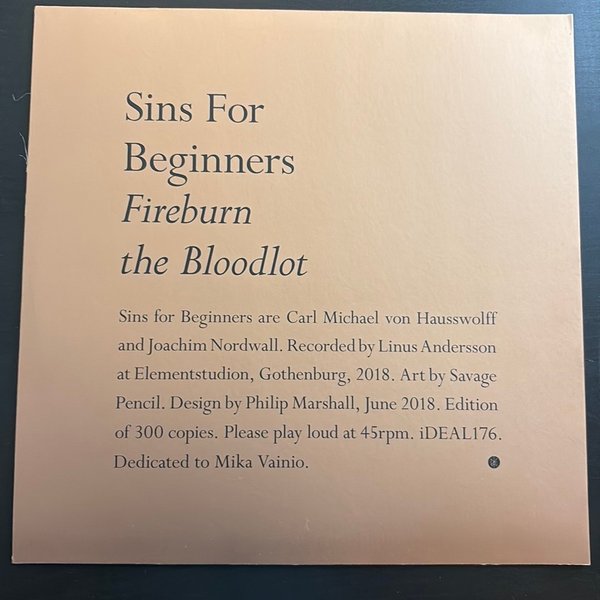 Sins For
Beginners
Fireburn
the Bloodlot
Sins for Beginners are Carl Michael von Hausswolff
and Joachim Nordwall. Recorded by Linus Andersson
at Elementstudion, Gothenburg, 2018. Art by Savage
Pencil. Design by Philip Marshall, June 2018. Edition
of 300 copies. Please play loud at 45rpm. iDEAL176.
Dedicated to Mika Vainio.